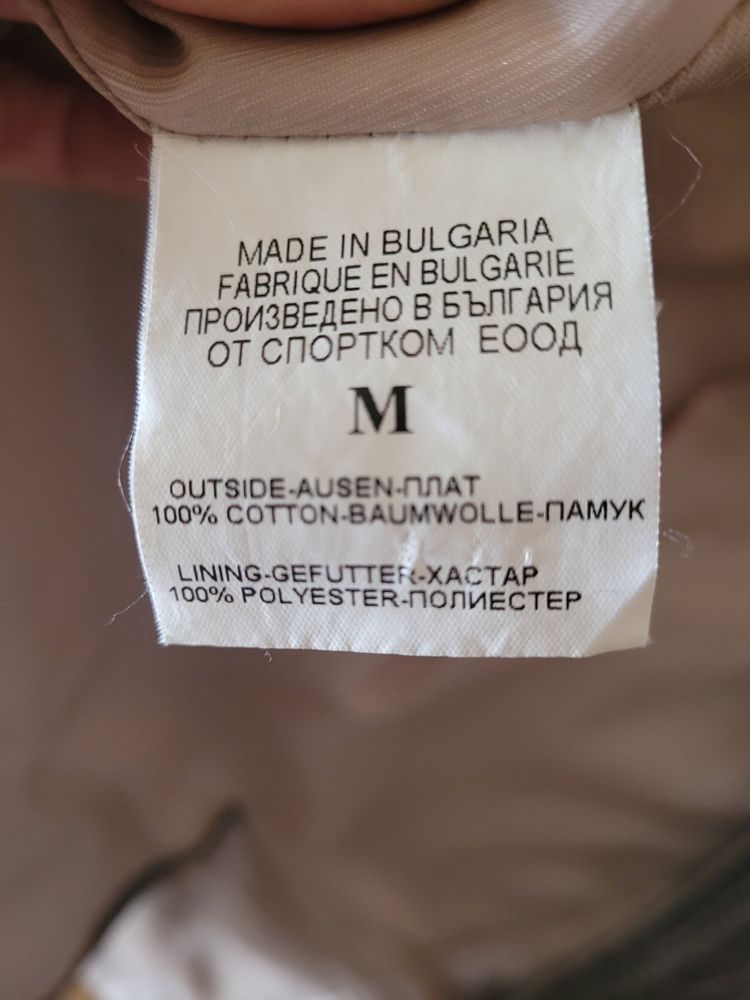 MADE IN BULGARIA
FABRIQUE EN BULGARIE
ПРОИЗВЕДЕНО В БЪЛГАРИЯ
ОТ СПОРТКОМ ЕООД
M
OUTSIDE-AUSEN-ПЛАТ
100% COTTON-BAUMWOLLE-ПАМУК
LINING-GEFUTTER-ХАСТАР
100% POLYESTER-ПОЛИЕСТЕР